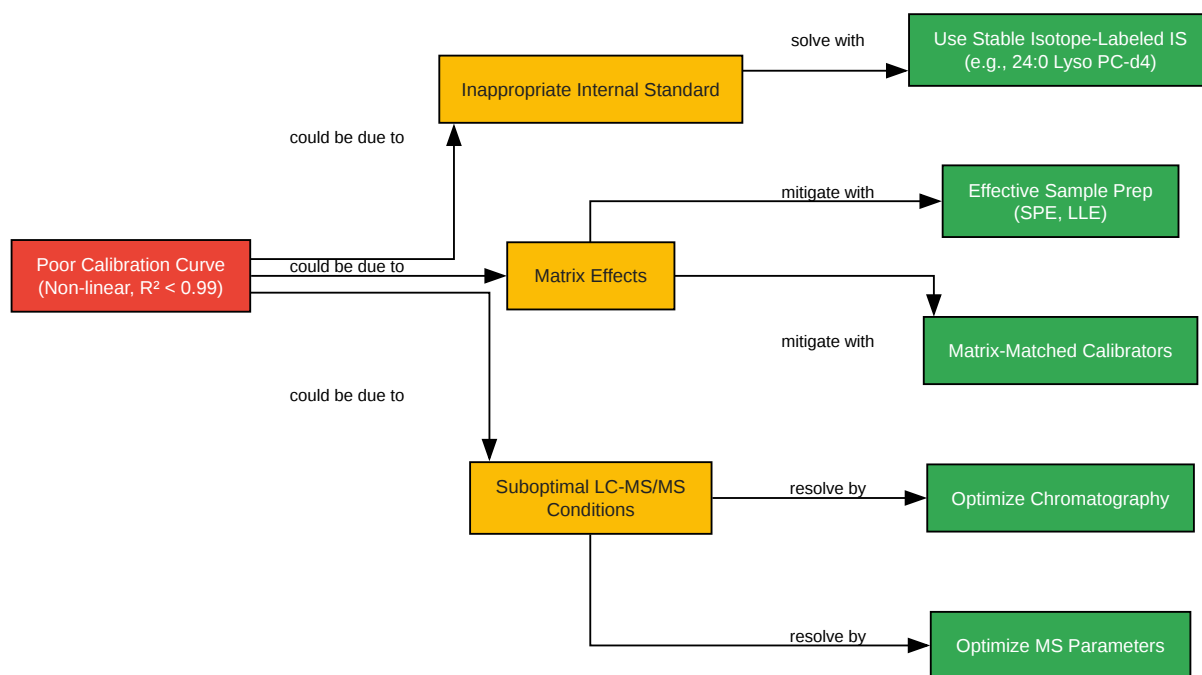 solve with
Use Stable Isotope-Labeled IS
(e.g., 24:0 Lyso PC-d4)
Inappropriate Internal Standard
could be due to
mitigate with
Effective Sample Prep
(SPE, LLE)
Poor Calibration Curve
(Non-linear, R² < 0.99)
could be due to
Matrix Effects
mitigate with
Matrix-Matched Calibrators
could be due to
Suboptimal LC-MS/MS
Conditions
resolve by
Optimize Chromatography
resolve by
Optimize MS Parameters